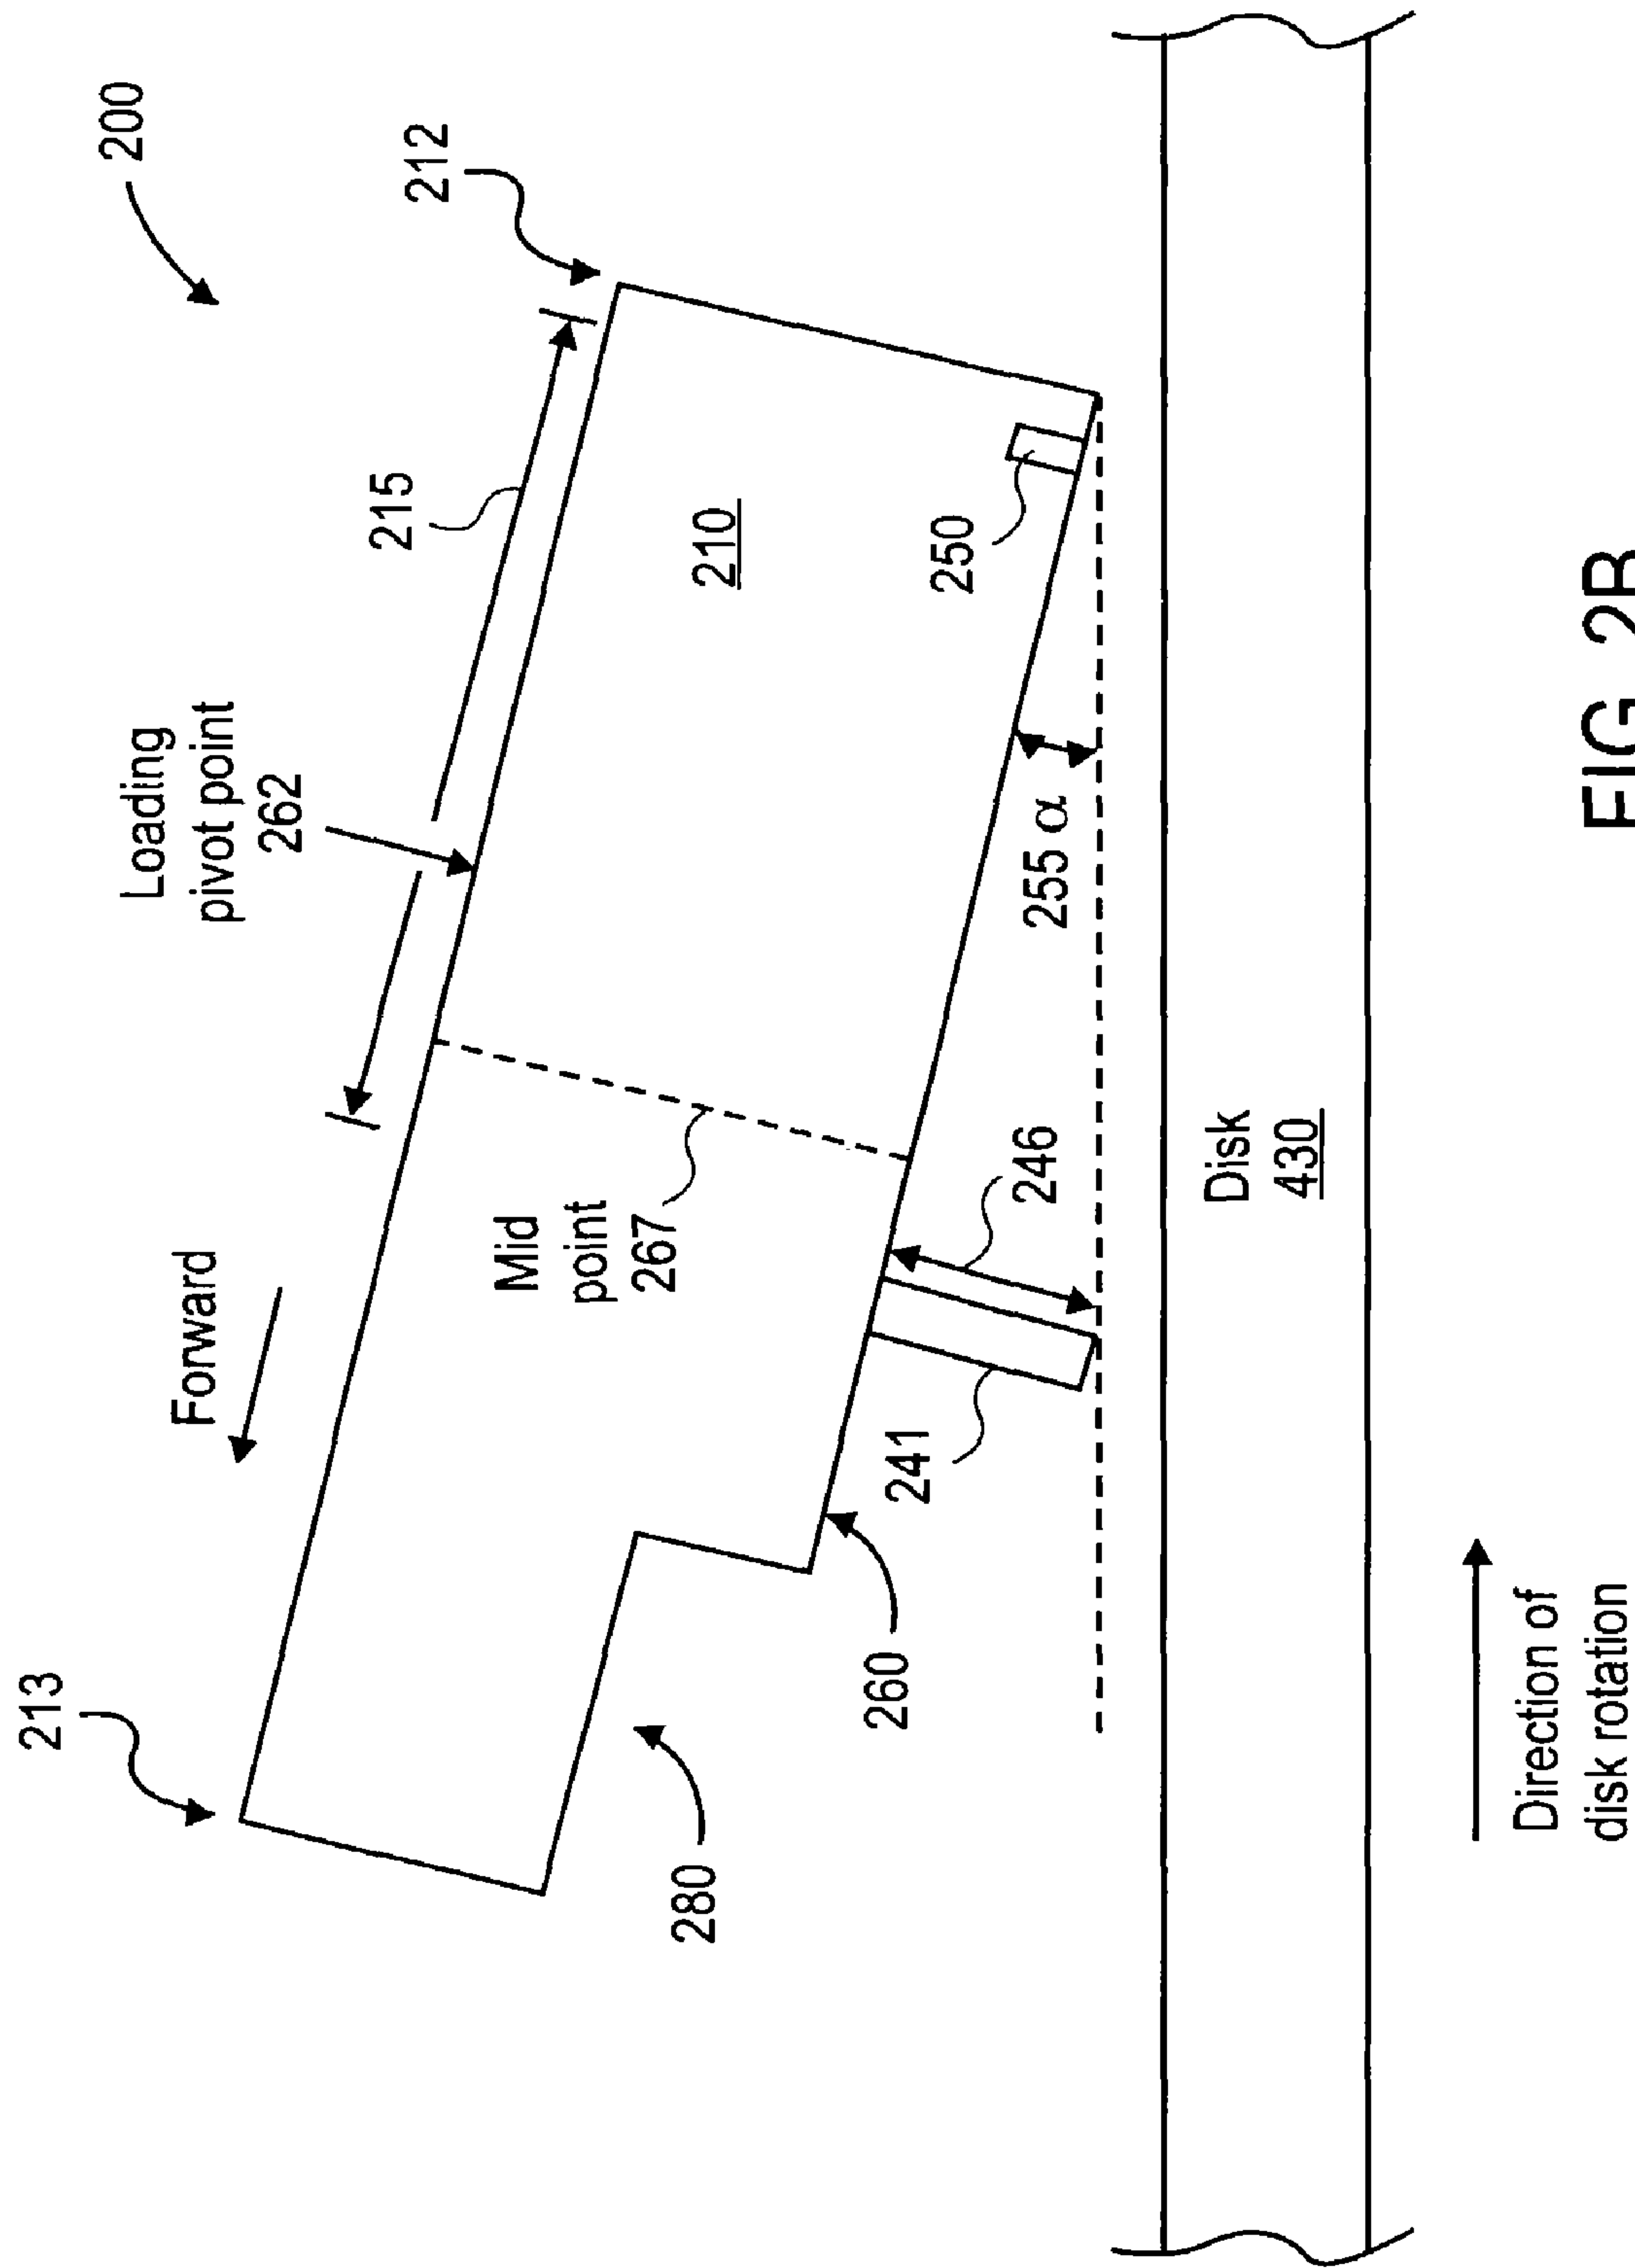 200
212
215
Loading
pivot point
262
Forward
213
210
250
Mid
point
267
255 α
246
241
260
280
Disk
430
Direction of
disk rotation
FIG. 2B